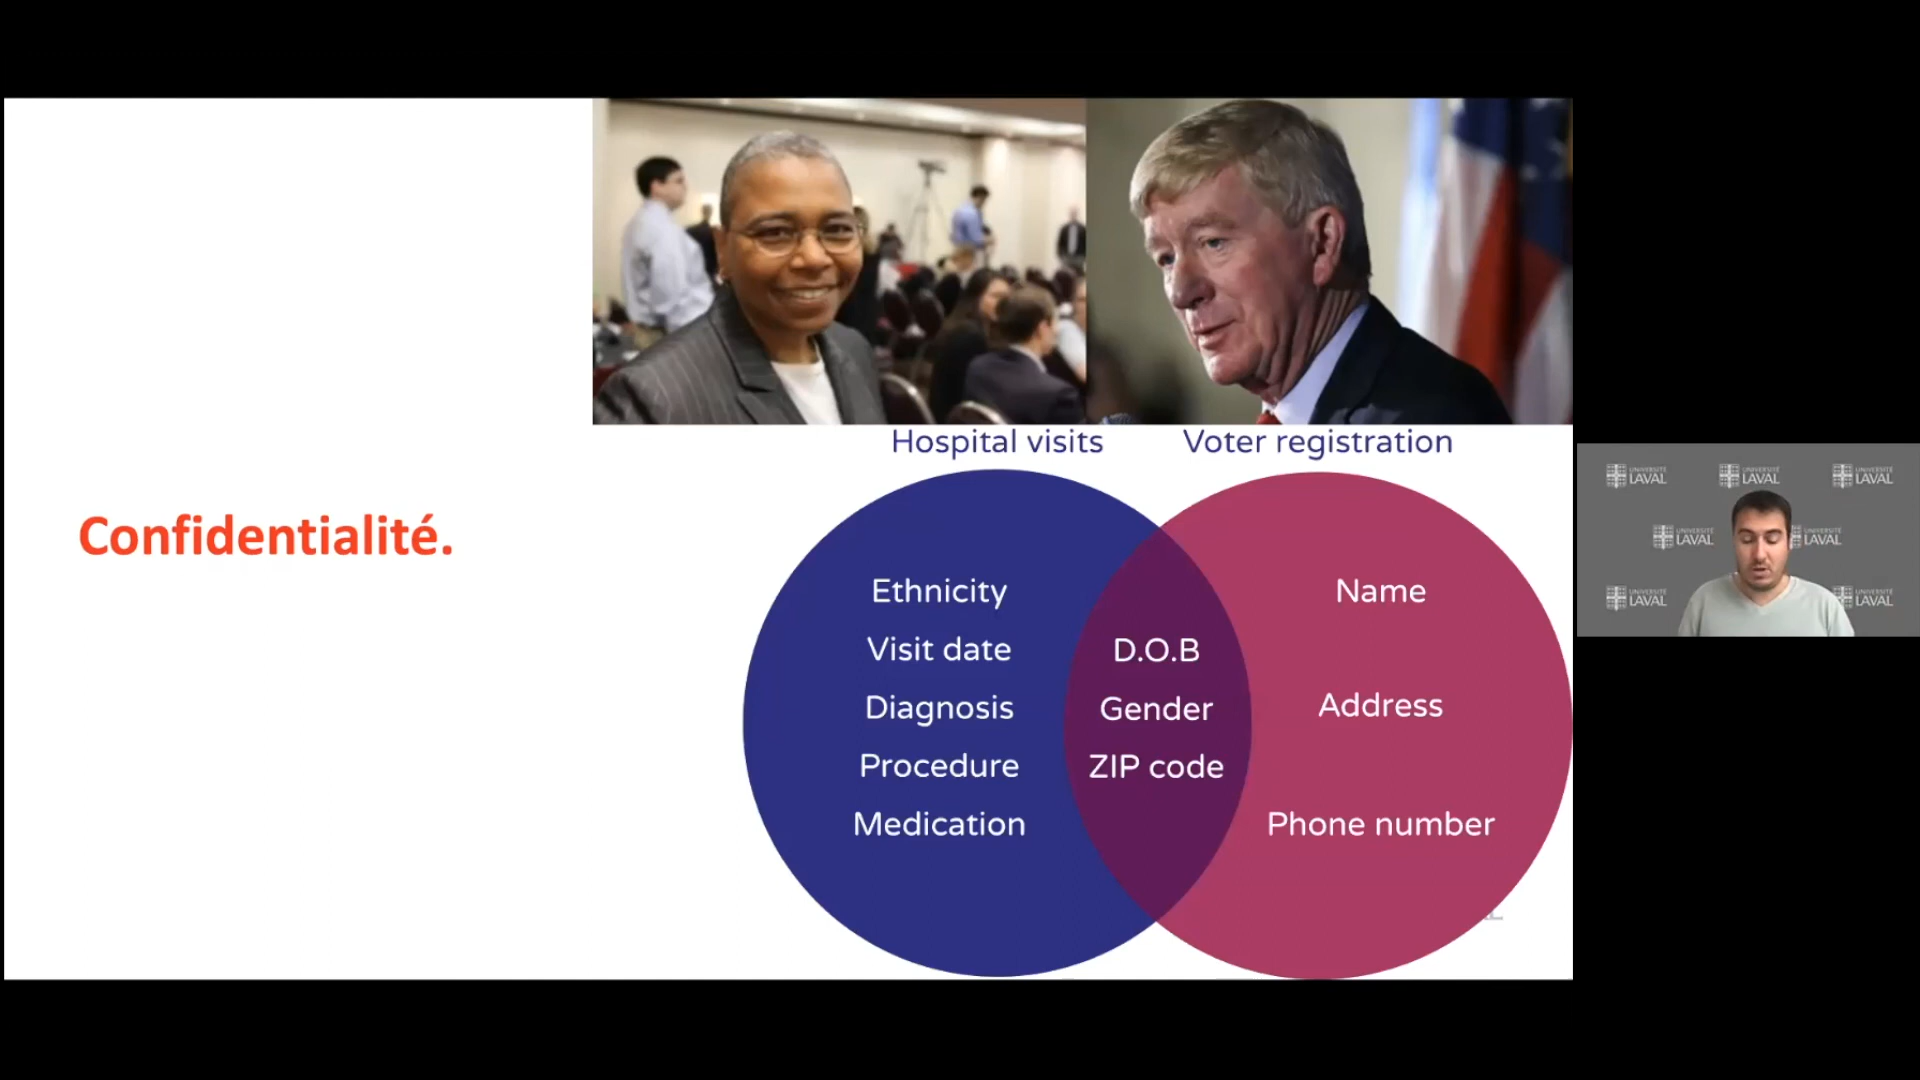 Confidentialité.
Hospital visits
Voter registration
Ethnicity
Visit date
Diagnosis
Procedure
Medication
D.O.B
Gender
ZIP code
Name
Address
Phone number
UNIVERSITÉ
LAVAL
UNIVERSITÉ
LAVAL
UNIVERSITÉ
LAVAL
UNIVERSITÉ
LAVAL
UNIVERSITÉ
LAVAL
UNIVERSITÉ
LAVAL
UNIVERSITÉ
LAVAL